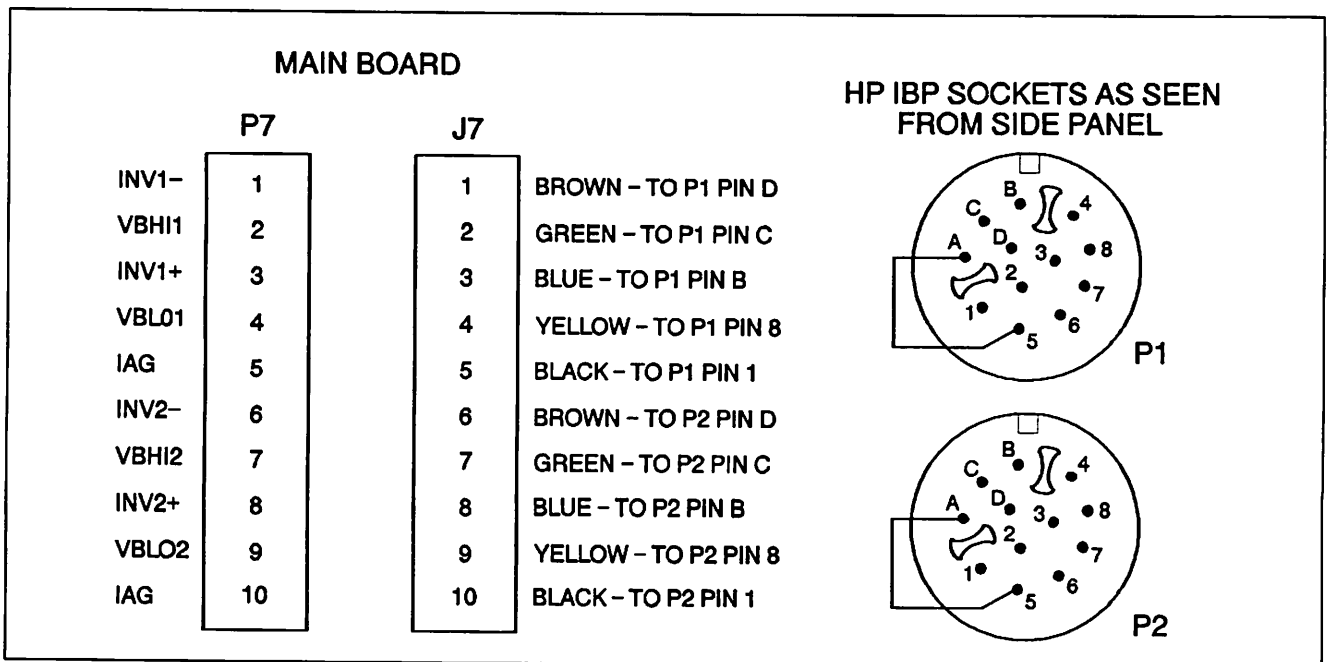 MAIN BOARD
P7
J7
INV1– 1 1 BROWN – TO P1 PIN D
VBHI1 2 2 GREEN – TO P1 PIN C
INV1+ 3 3 BLUE – TO P1 PIN B
VBL01 4 4 YELLOW – TO P1 PIN 8
IAG 5 5 BLACK – TO P1 PIN 1
INV2– 6 6 BROWN – TO P2 PIN D
VBHI2 7 7 GREEN – TO P2 PIN C
INV2+ 8 8 BLUE – TO P2 PIN B
VBLO2 9 9 YELLOW – TO P2 PIN 8
IAG 10 10 BLACK – TO P2 PIN 1
HP IBP SOCKETS AS SEEN
FROM SIDE PANEL
B
4
C
A
D
3
8
2
7
1
6
5
P1
B
4
C
A
D
3
8
2
7
1
6
5
P2